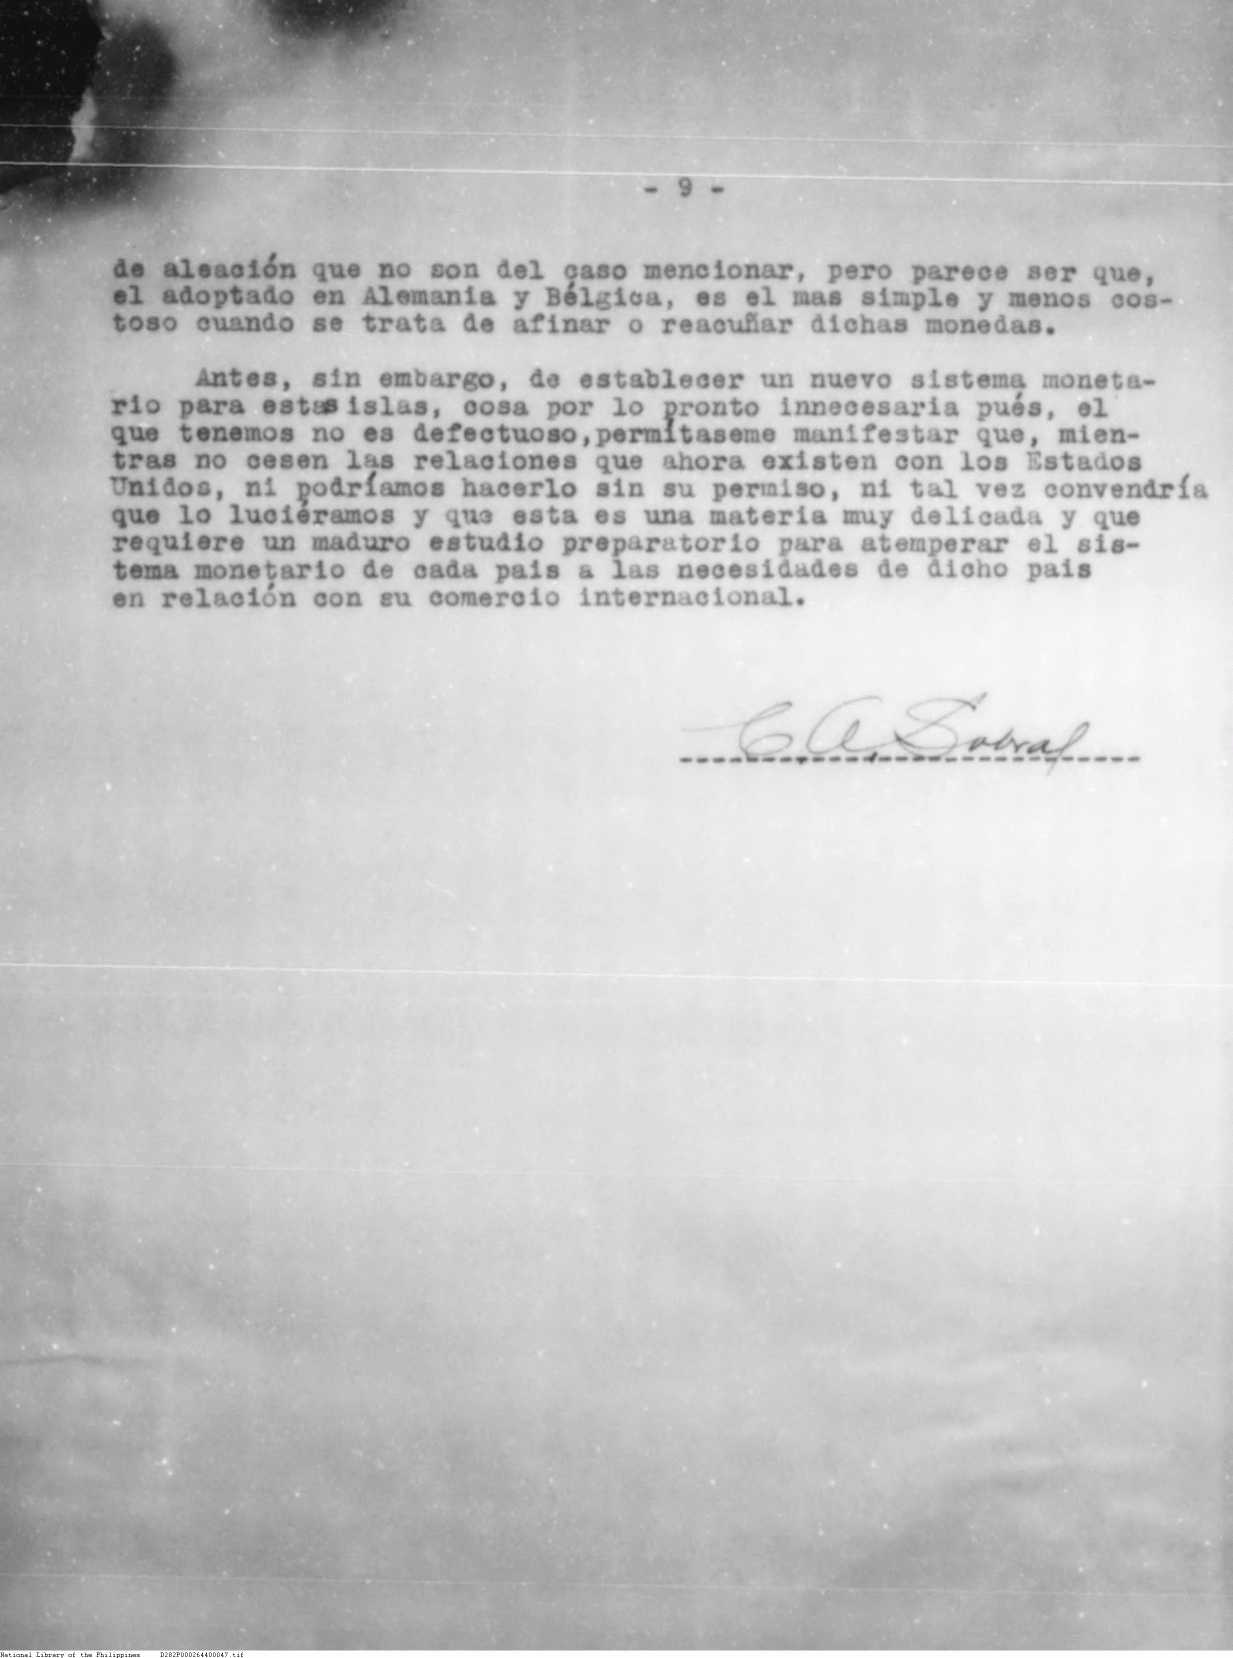 - 9 -
de aleación que no son del caso mencionar, pero parece ser que,
el adoptado en Alemania y Bélgica, es el mas simple y menos cos-
toso cuando se trata de afinar o reacuñar dichas monedas.
Antes, sin embargo, de establecer un nuevo sistema moneta-
rio para estas islas, cosa por lo pronto innecesaria pués, el
que tenemos no es defectuoso,permítaseme manifestar que, mien-
tras no cesen las relaciones que ahora existen con los Estados
Unidos, ni podríamos hacerlo sin su permiso, ni tal vez convendría
que lo luciéramos y que esta es una materia muy delicada y que
requiere un maduro estudio preparatorio para atemperar el sis-
tema monetario de cada pais a las necesidades de dicho pais
en relación con su comercio internacional.
C. A. Sobral
National Library of the Philippines D282P000264400047.tif